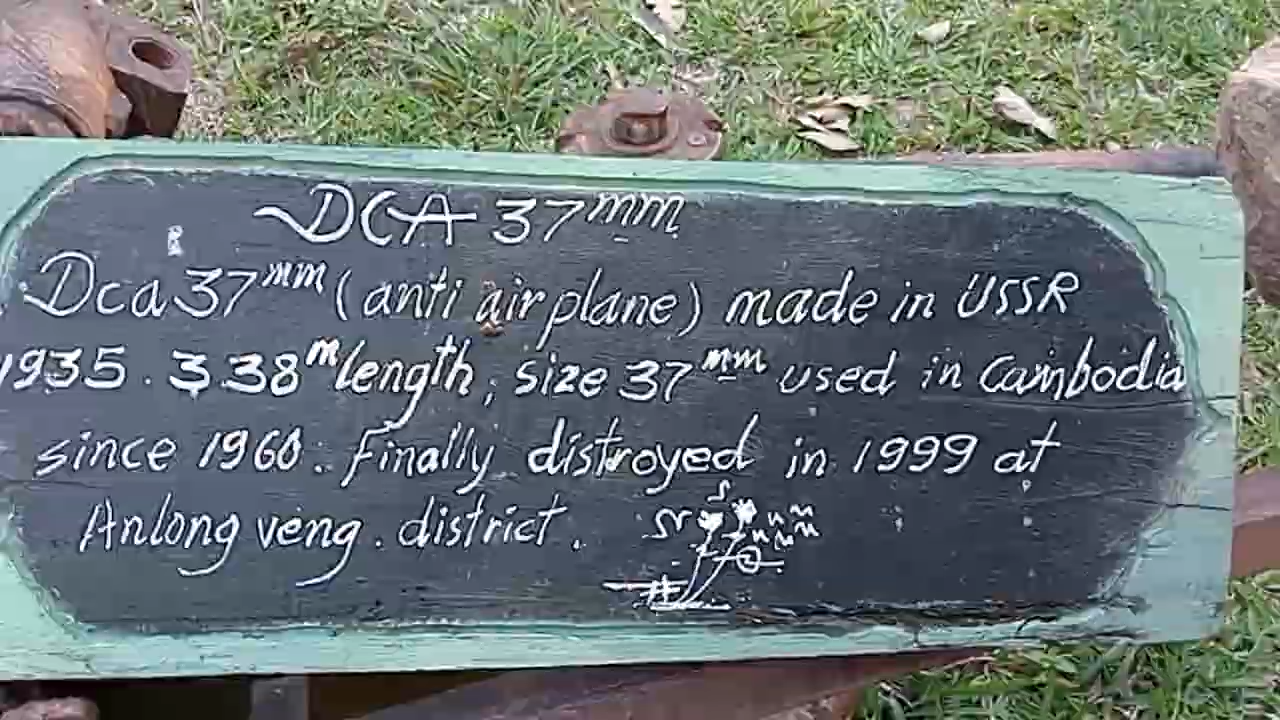 DCA 37mm
Dca 37mm (anti airplane) made in USSR
1935. 3.38m length, size 37mm used in Cambodia
since 1960. Finally distroyed in 1999 at
Anlong veng. district.